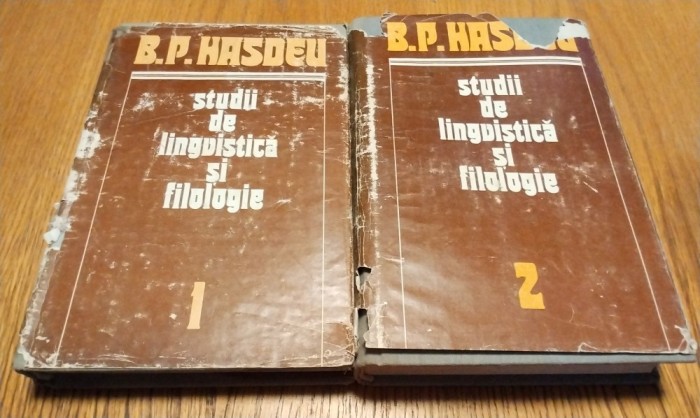 B.P. HASDEU
studii
de
lingvistică
și
filologie
1
B.P. HASDEU
studii
de
lingvistică
și
filologie
2